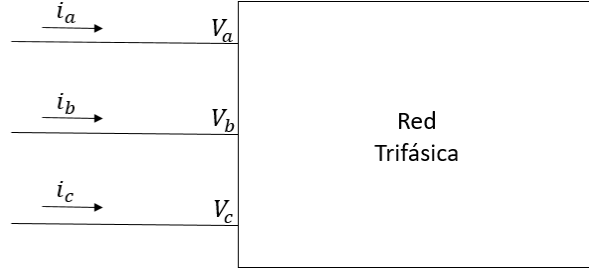 i_a
V_a
i_b
V_b
Red
Trifásica
i_c
V_c